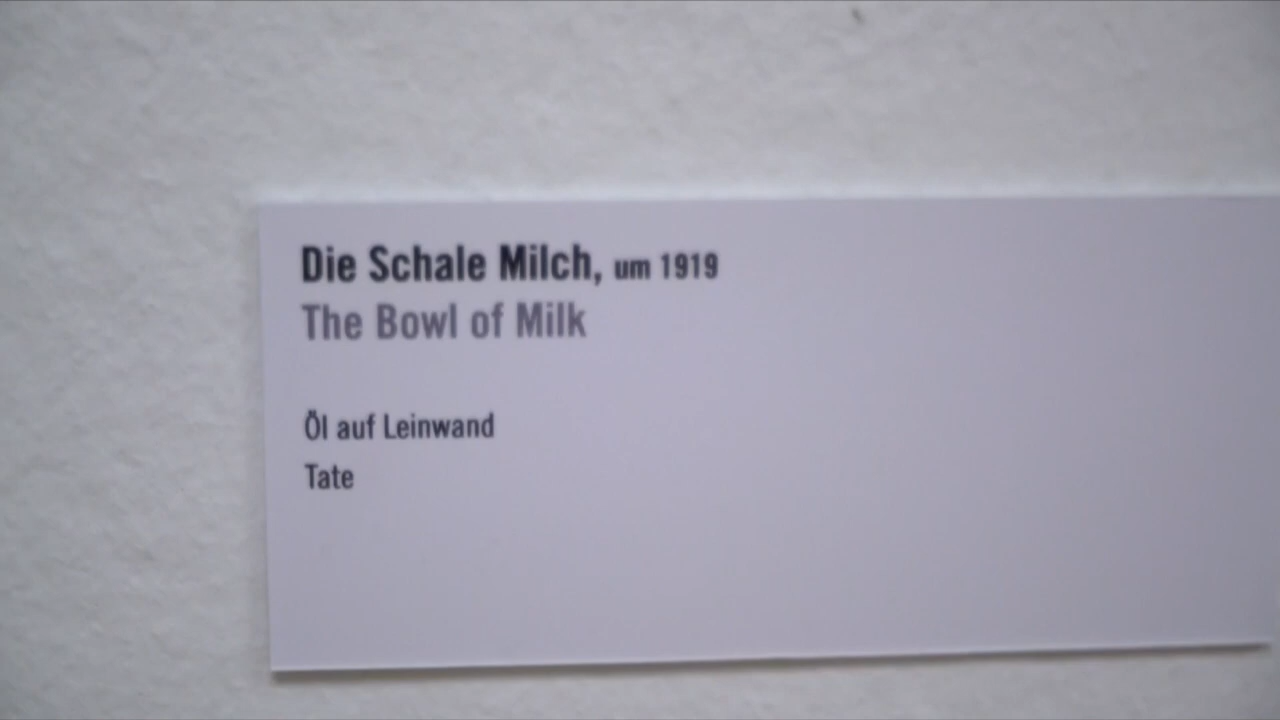 Die Schale Milch, um 1919
The Bowl of Milk
Öl auf Leinwand
Tate